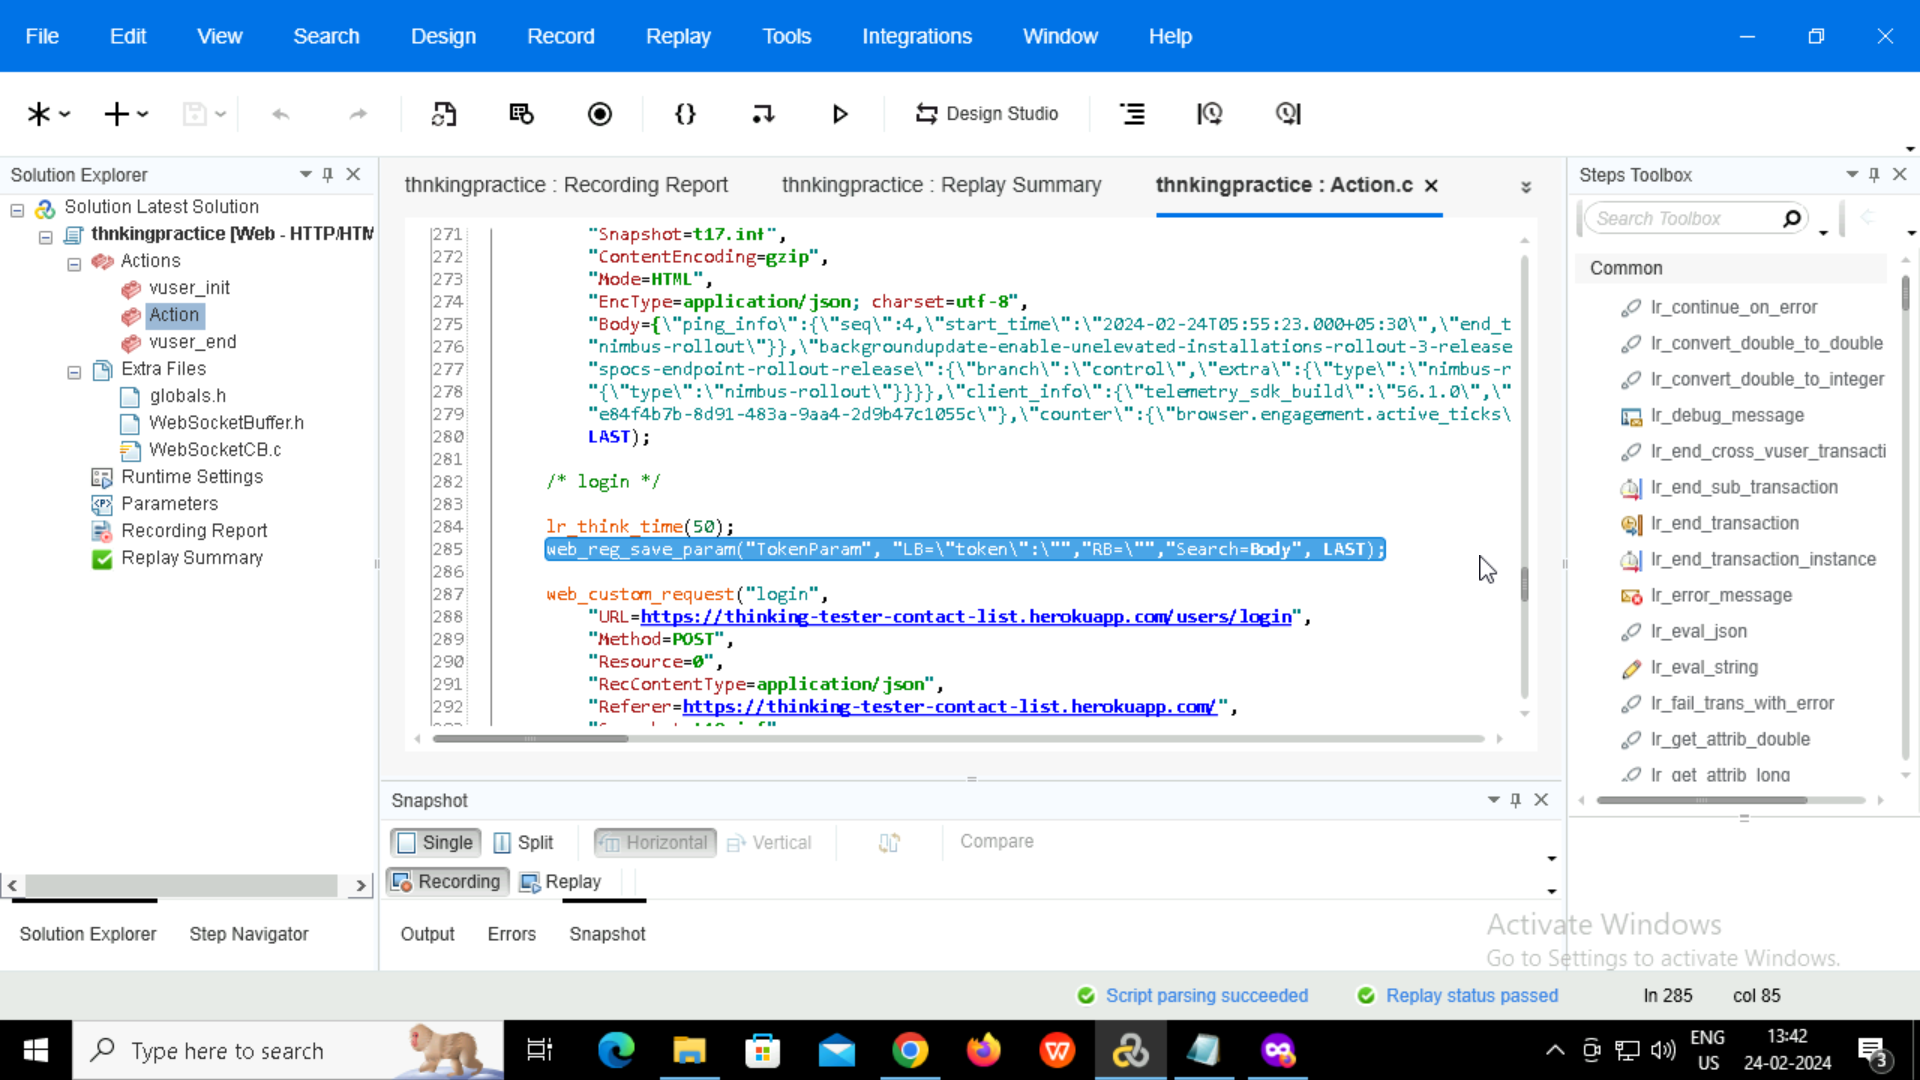 File Edit View Search Design Record Replay Tools Integrations Window Help
{} Design Studio
Solution Explorer
Solution Latest Solution
thnkingpractice [Web - HTTP/HTM
Actions
vuser_init
Action
vuser_end
Extra Files
globals.h
WebSocketBuffer.h
WebSocketCB.c
Runtime Settings
Parameters
Recording Report
Replay Summary
Solution Explorer Step Navigator
thnkingpractice : Recording Report thnkingpractice : Replay Summary thnkingpractice : Action.c
271 "Snapshot=t17.inf",
272 "ContentEncoding=gzip",
273 "Mode=HTML",
274 "EncType=application/json; charset=utf-8",
275 "Body={\"ping_info\":{\"seq\":4,\"start_time\":\"2024-02-24T05:55:23.000+05:30\",\"end_t
276 "nimbus-rollout\"}},\"backgroundupdate-enable-unelevated-installations-rollout-3-release
277 "spocs-endpoint-rollout-release\":{\"branch\":\"control\",\"extra\":{\"type\":\"nimbus-r
278 "{\"type\":\"nimbus-rollout\"}}}},\"client_info\":{\"telemetry_sdk_build\":\"56.1.0\",\"
279 "e84f4b7b-8d91-483a-9aa4-2d9b47c1055c\"},\"counter\":{\"browser.engagement.active_ticks\
280 LAST);
281
282 /* login */
283
284 lr_think_time(50);
285 web_reg_save_param("TokenParam", "LB=\"token\":\"","RB=\"","Search=Body", LAST);
286
287 web_custom_request("login",
288 "URL=https://thinking-tester-contact-list.herokuapp.com/users/login",
289 "Method=POST",
290 "Resource=0",
291 "RecContentType=application/json",
292 "Referer=https://thinking-tester-contact-list.herokuapp.com/",
Snapshot
Single Split Horizontal Vertical Compare
Recording Replay
Output Errors Snapshot
Steps Toolbox
Search Toolbox
Common
lr_continue_on_error
lr_convert_double_to_double
lr_convert_double_to_integer
lr_debug_message
lr_end_cross_vuser_transacti
lr_end_sub_transaction
lr_end_transaction
lr_end_transaction_instance
lr_error_message
lr_eval_json
lr_eval_string
lr_fail_trans_with_error
lr_get_attrib_double
lr_get_attrib_long
Activate Windows
Go to Settings to activate Windows.
Script parsing succeeded Replay status passed ln 285 col 85
Type here to search
ENG
US
13:42
24-02-2024
3